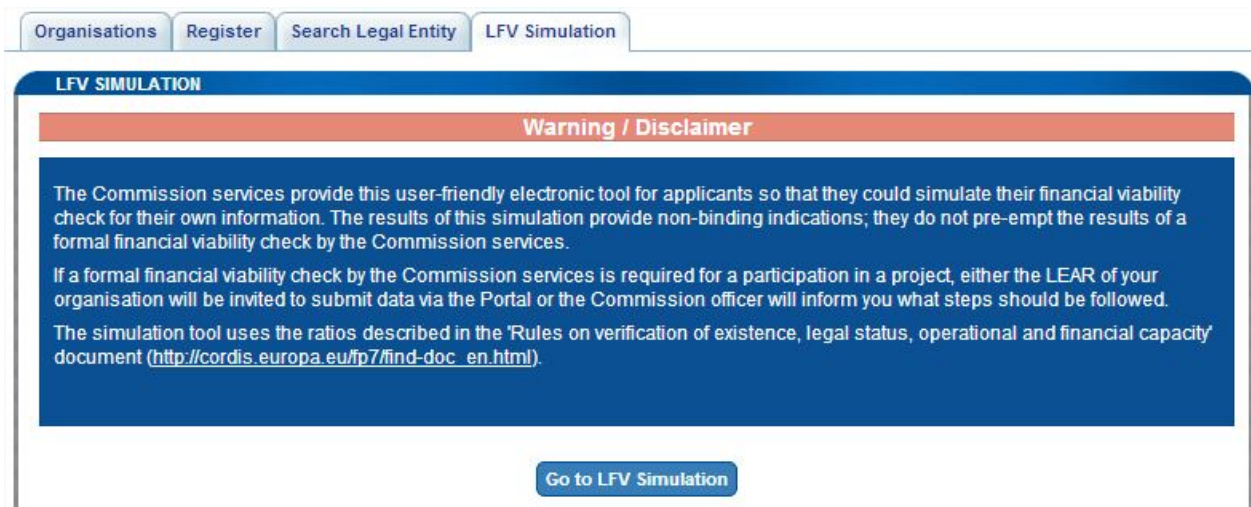 Organisations Register Search Legal Entity LFV Simulation
LFV SIMULATION
Warning / Disclaimer
The Commission services provide this user-friendly electronic tool for applicants so that they could simulate their financial viability
check for their own information. The results of this simulation provide non-binding indications; they do not pre-empt the results of a
formal financial viability check by the Commission services.
If a formal financial viability check by the Commission services is required for a participation in a project, either the LEAR of your
organisation will be invited to submit data via the Portal or the Commission officer will inform you what steps should be followed.
The simulation tool uses the ratios described in the 'Rules on verification of existence, legal status, operational and financial capacity'
document (http://cordis.europa.eu/fp7/find-doc_en.html).
Go to LFV Simulation